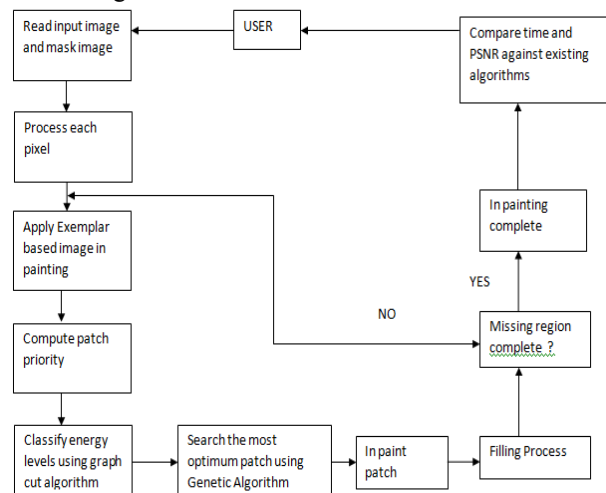 Read input image
and mask image
USER
Compare time and
PSNR against existing
algorithms
Process each
pixel
Apply Exemplar
based image in
painting
In painting
complete
YES
NO
Compute patch
priority
Missing region
complete ?
Classify energy
levels using graph
cut algorithm
Search the most
optimum patch using
Genetic Algorithm
In paint
patch
Filling Process